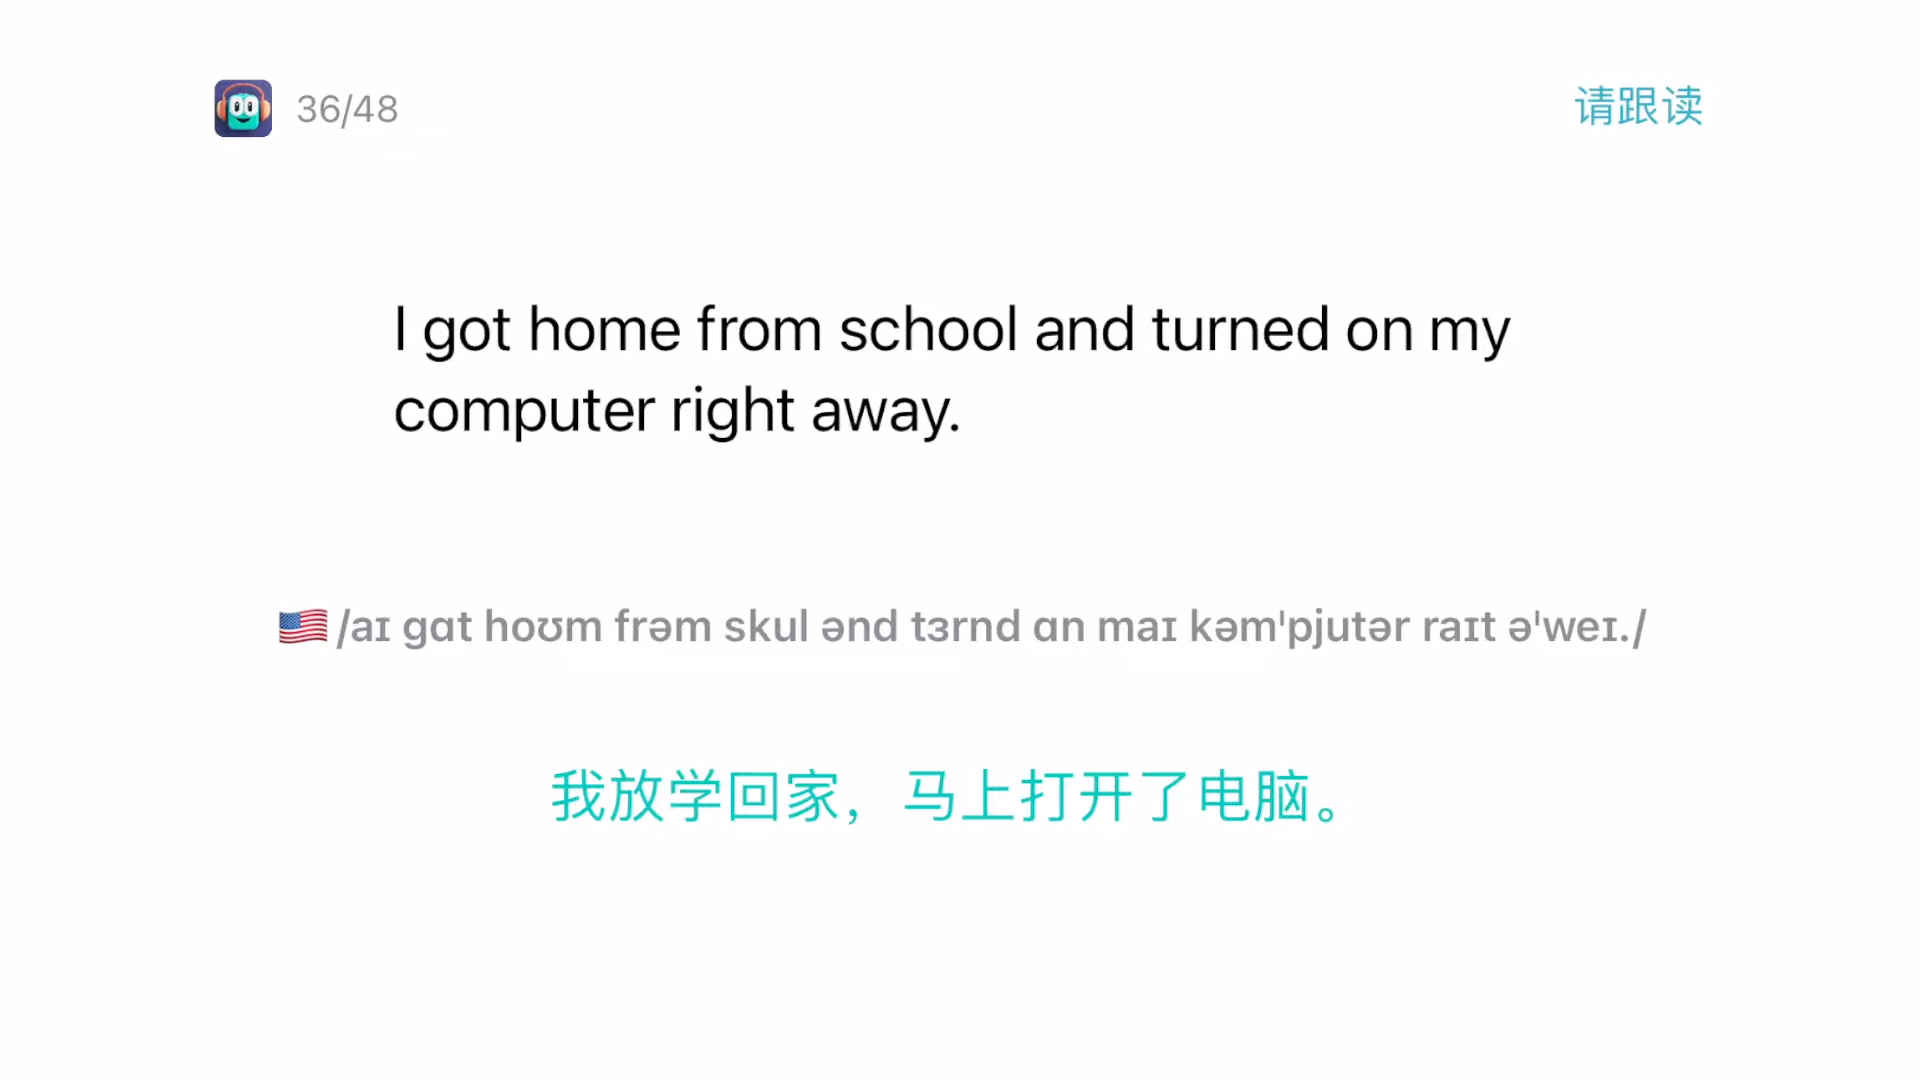 36/48
请跟读
I got home from school and turned on my
computer right away.
/aɪ gɑt hoʊm frəm skul ənd tɜrnd ɑn maɪ kəm'pjutər raɪt ə'weɪ./
我放学回家，马上打开了电脑。